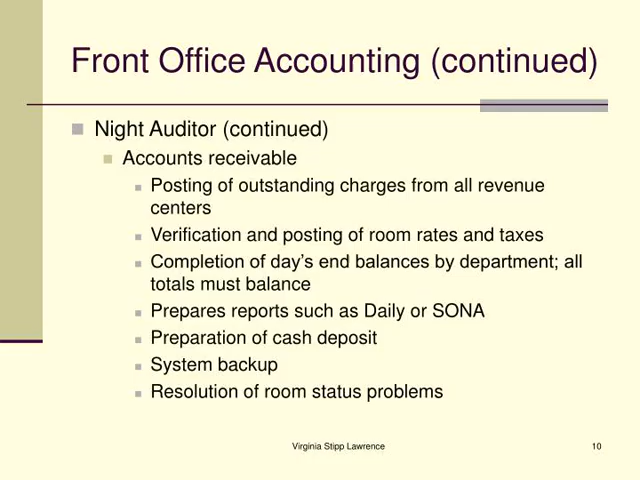 Front Office Accounting (continued)
Night Auditor (continued)
Accounts receivable
Posting of outstanding charges from all revenue
centers
Verification and posting of room rates and taxes
Completion of day's end balances by department; all
totals must balance
Prepares reports such as Daily or SONA
Preparation of cash deposit
System backup
Resolution of room status problems
Virginia Stipp Lawrence
10